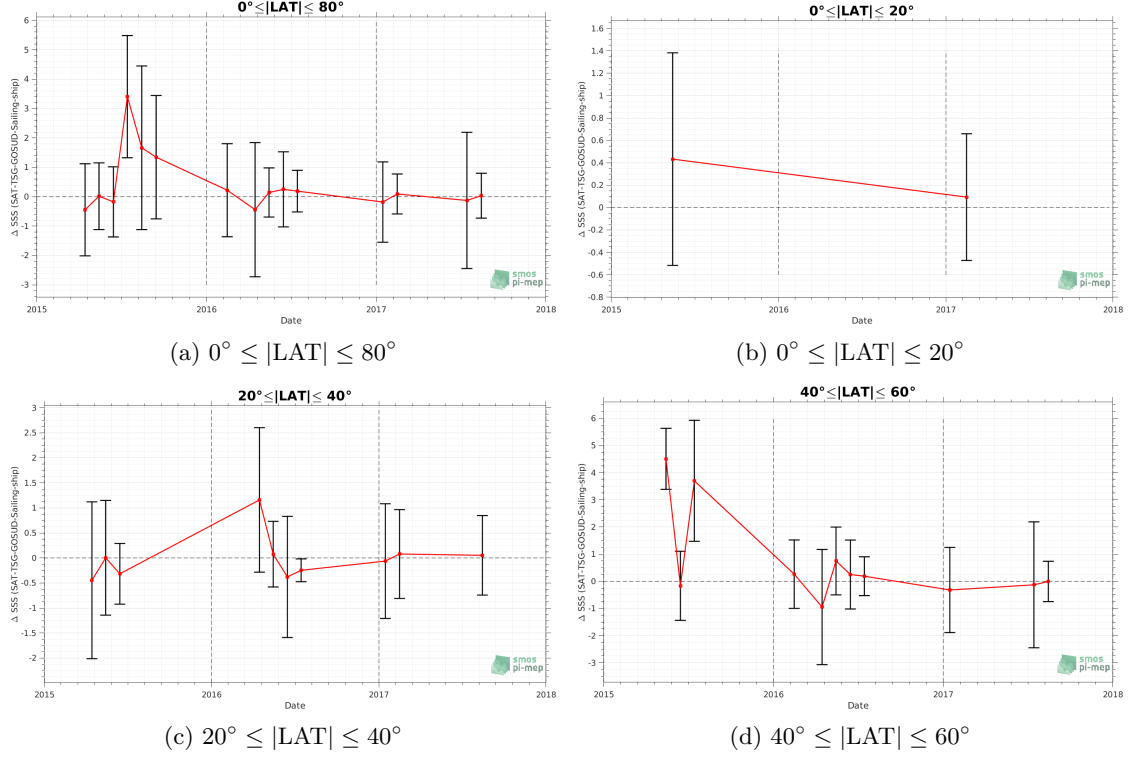 0°≤|LAT|≤ 80°
Δ SSS (SAT-TSG-GOSUD-Sailing-ship)
6
5
4
3
2
1
0
-1
-2
-3
2015 2016 2017 2018
Date
smos
pi-mep
(a) 0° ≤ |LAT| ≤ 80°
0°≤|LAT|≤ 20°
Δ SSS (SAT-TSG-GOSUD-Sailing-ship)
1.6
1.4
1.2
1
0.8
0.6
0.4
0.2
0
-0.2
-0.4
-0.6
-0.8
2015 2016 2017 2018
Date
smos
pi-mep
(b) 0° ≤ |LAT| ≤ 20°
20°≤|LAT|≤ 40°
Δ SSS (SAT-TSG-GOSUD-Sailing-ship)
3
2.5
2
1.5
1
0.5
0
-0.5
-1
-1.5
-2
2015 2016 2017 2018
Date
smos
pi-mep
(c) 20° ≤ |LAT| ≤ 40°
40°≤|LAT|≤ 60°
Δ SSS (SAT-TSG-GOSUD-Sailing-ship)
6
5
4
3
2
1
0
-1
-2
-3
2015 2016 2017 2018
Date
smos
pi-mep
(d) 40° ≤ |LAT| ≤ 60°